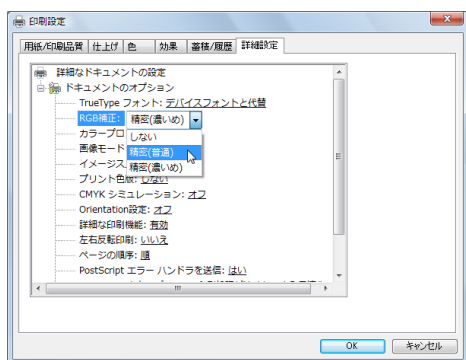 印刷設定
用紙/印刷品質 仕上げ 色 効果 蓄積/履歴 詳細設定
詳細なドキュメントの設定
ドキュメントのオプション
TrueType フォント: デバイスフォントと代替
RGB補正: 精密(濃いめ)
カラープロ しない
画像モード 精密(普通)
イメージス 精密(濃いめ)
プリント色版: しない
CMYK シミュレーション: オフ
Orientation設定: オフ
詳細な印刷機能: 有効
左右反転印刷: いいえ
ページの順序: 順
PostScript エラー ハンドラを送信: はい
OK キャンセル